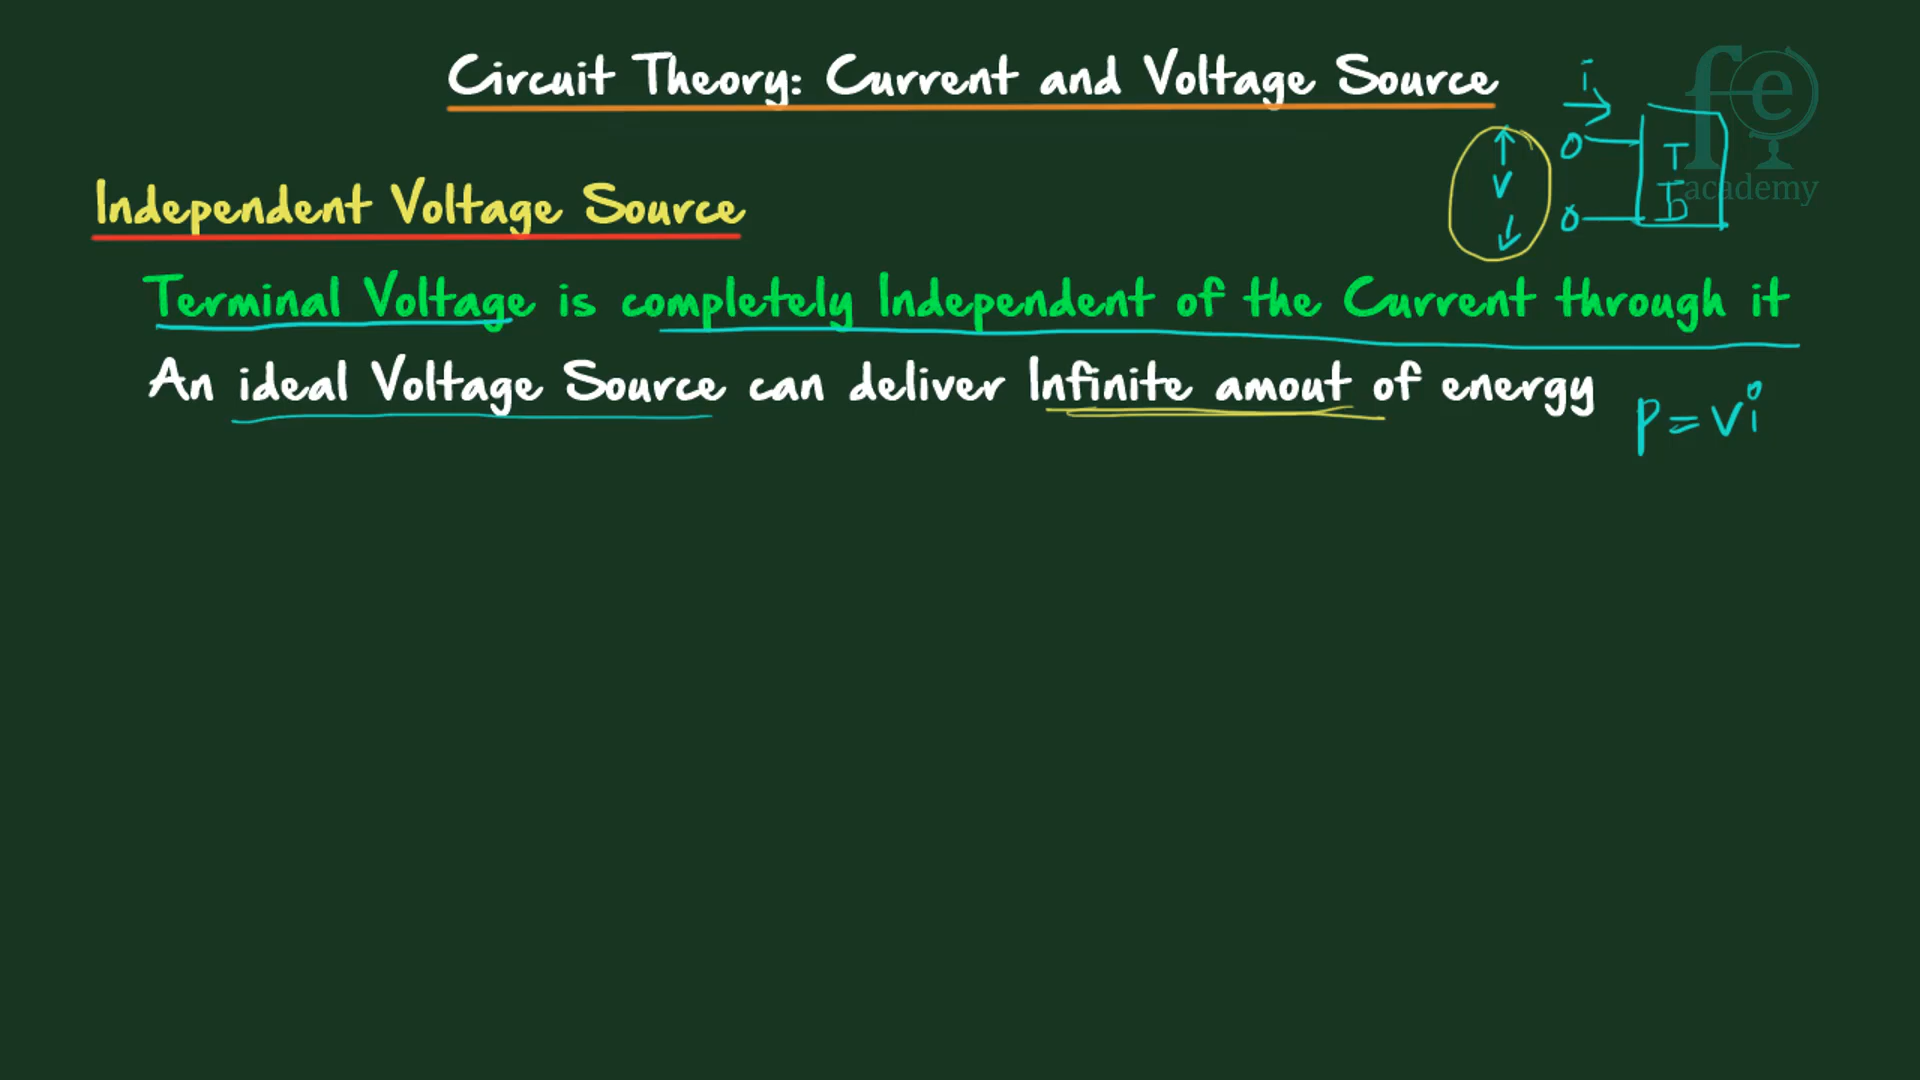 Circuit Theory: Current and Voltage Source
fe
academy
i
V
T
Independent Voltage Source
Terminal Voltage is completely Independent of the Current through it
An ideal Voltage Source can deliver Infinite amout of energy
p = vi